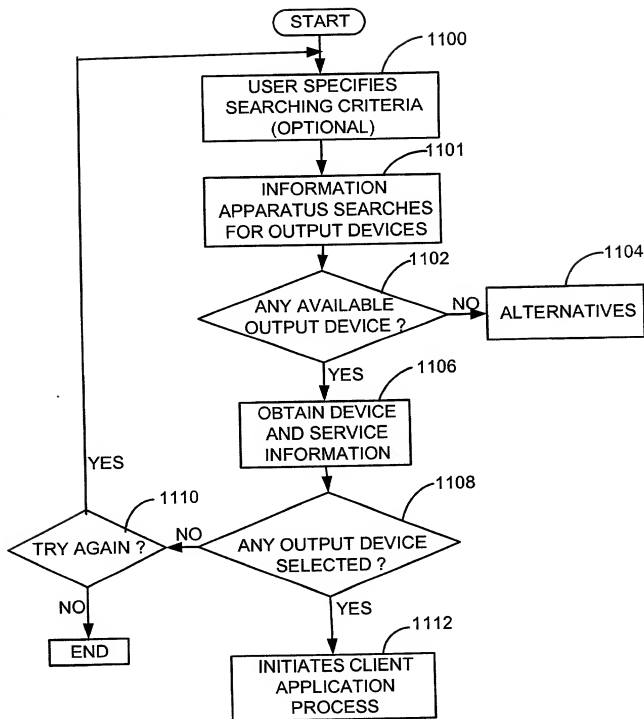 START
1100
USER SPECIFIES
SEARCHING CRITERIA
(OPTIONAL)
1101
INFORMATION
APPARATUS SEARCHES
FOR OUTPUT DEVICES
1102
1104
ANY AVAILABLE
OUTPUT DEVICE ?
NO
ALTERNATIVES
YES
1106
OBTAIN DEVICE
AND SERVICE
INFORMATION
YES
1108
1110
NO
TRY AGAIN ?
ANY OUTPUT DEVICE
SELECTED ?
NO
YES
END
1112
INITIATES CLIENT
APPLICATION
PROCESS